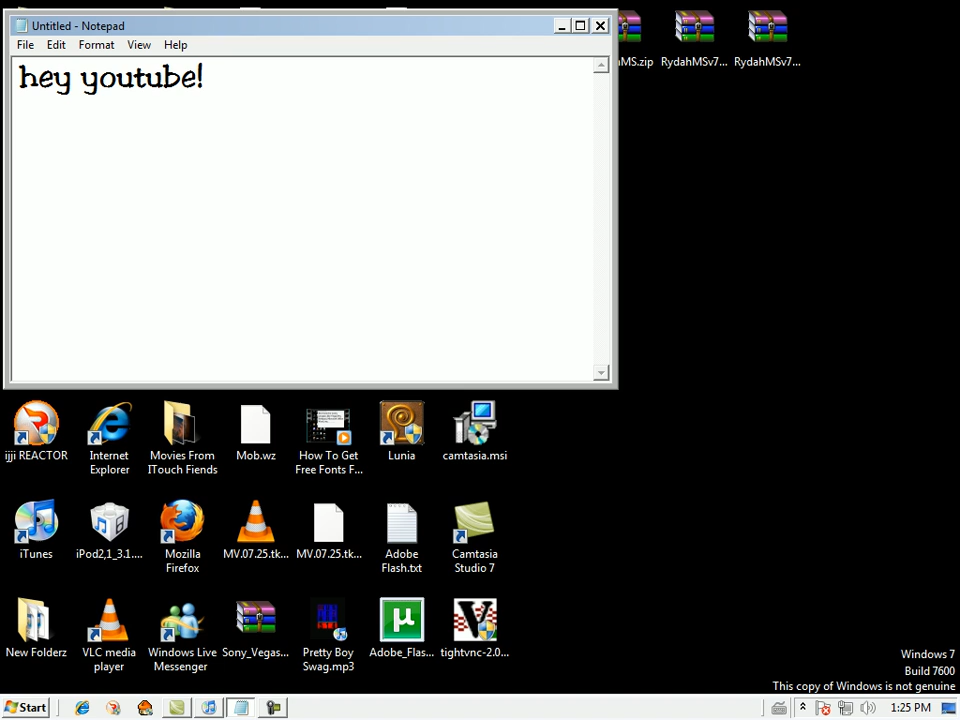 Untitled - Notepad
File Edit Format View Help
hey youtube!
MS.zip
RydahMSv7...
RydahMSv7...
ijji REACTOR
Internet Explorer
Movies From ITouch Fiends
Mob.wz
How To Get Free Fonts F...
Lunia
camtasia.msi
iTunes
iPod2,1_3.1....
Mozilla Firefox
MV.07.25.tk...
MV.07.25.tk...
Adobe Flash.txt
Camtasia Studio 7
New Folderz
VLC media player
Windows Live Messenger
Sony_Vegas...
Pretty Boy Swag.mp3
Adobe_Flas...
tightvnc-2.0...
Windows 7
Build 7600
This copy of Windows is not genuine
Start
1:25 PM